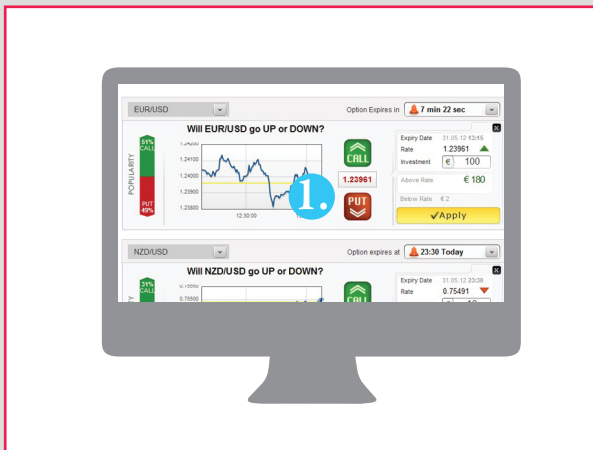 EUR/USD
Option Expires in
7 min 22 sec
Will EUR/USD go UP or DOWN?
POPULARITY
51%
CALL
PUT
49%
1.24100
1.24000
1.23900
1.23800
12:30:00
1.
CALL
1.23961
PUT
X
Expiry Date 31.05.12 13:15
Rate 1.23961
Investment € 100
Above Rate € 180
Below Rate € 2
Apply
NZD/USD
Option expires at
23:30 Today
Will NZD/USD go UP or DOWN?
31%
CALL
0.75500
CALL
X
Expiry Date 31.05.12 23:30
Rate 0.75491